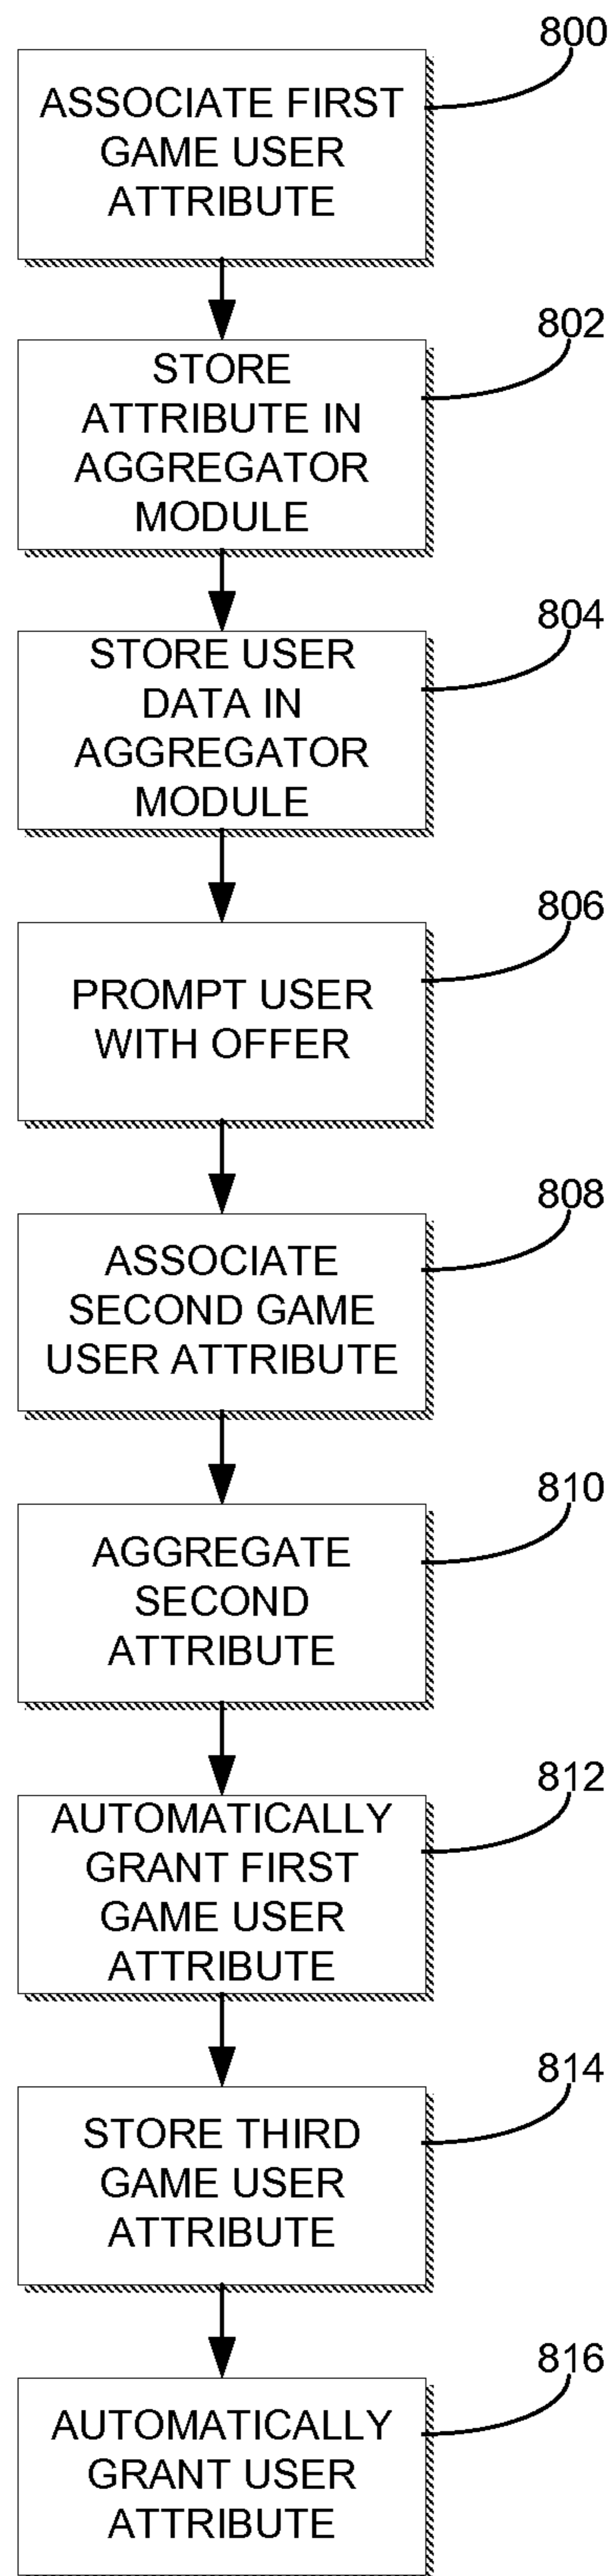 800
ASSOCIATE FIRST
GAME USER
ATTRIBUTE
802
STORE
ATTRIBUTE IN
AGGREGATOR
MODULE
804
STORE USER
DATA IN
AGGREGATOR
MODULE
806
PROMPT USER
WITH OFFER
808
ASSOCIATE
SECOND GAME
USER ATTRIBUTE
810
AGGREGATE
SECOND
ATTRIBUTE
812
AUTOMATICALLY
GRANT FIRST
GAME USER
ATTRIBUTE
814
STORE THIRD
GAME USER
ATTRIBUTE
816
AUTOMATICALLY
GRANT USER
ATTRIBUTE